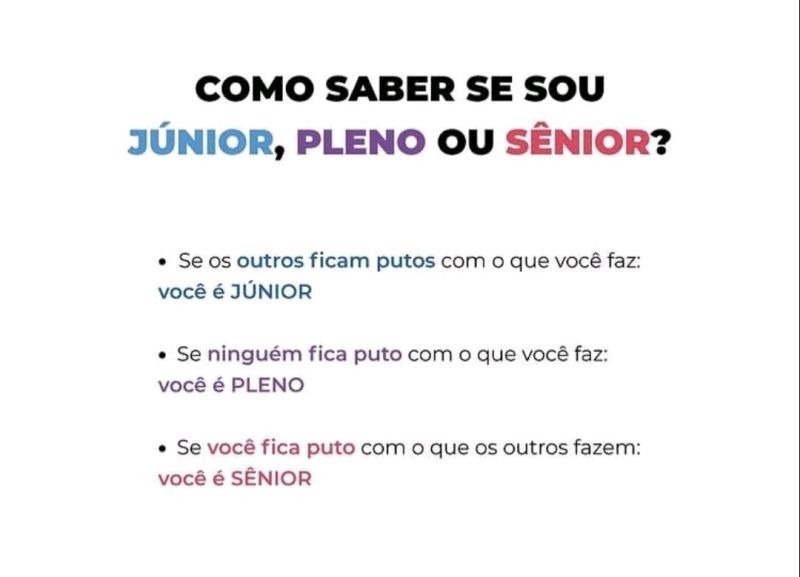 COMO SABER SE SOU
JÚNIOR, PLENO OU SÊNIOR?
• Se os outros ficam putos com o que você faz:
você é JÚNIOR
• Se ninguém fica puto com o que você faz:
você é PLENO
• Se você fica puto com o que os outros fazem:
você é SÊNIOR